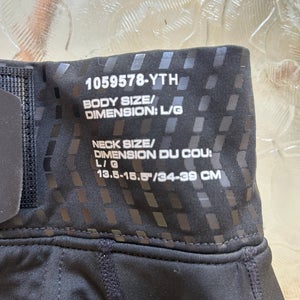 1059578-YTH
BODY SIZE/
DIMENSION: L/G
NECK SIZE/
DIMENSION DU COU:
L / G
13.5-15.5"/34-39 CM